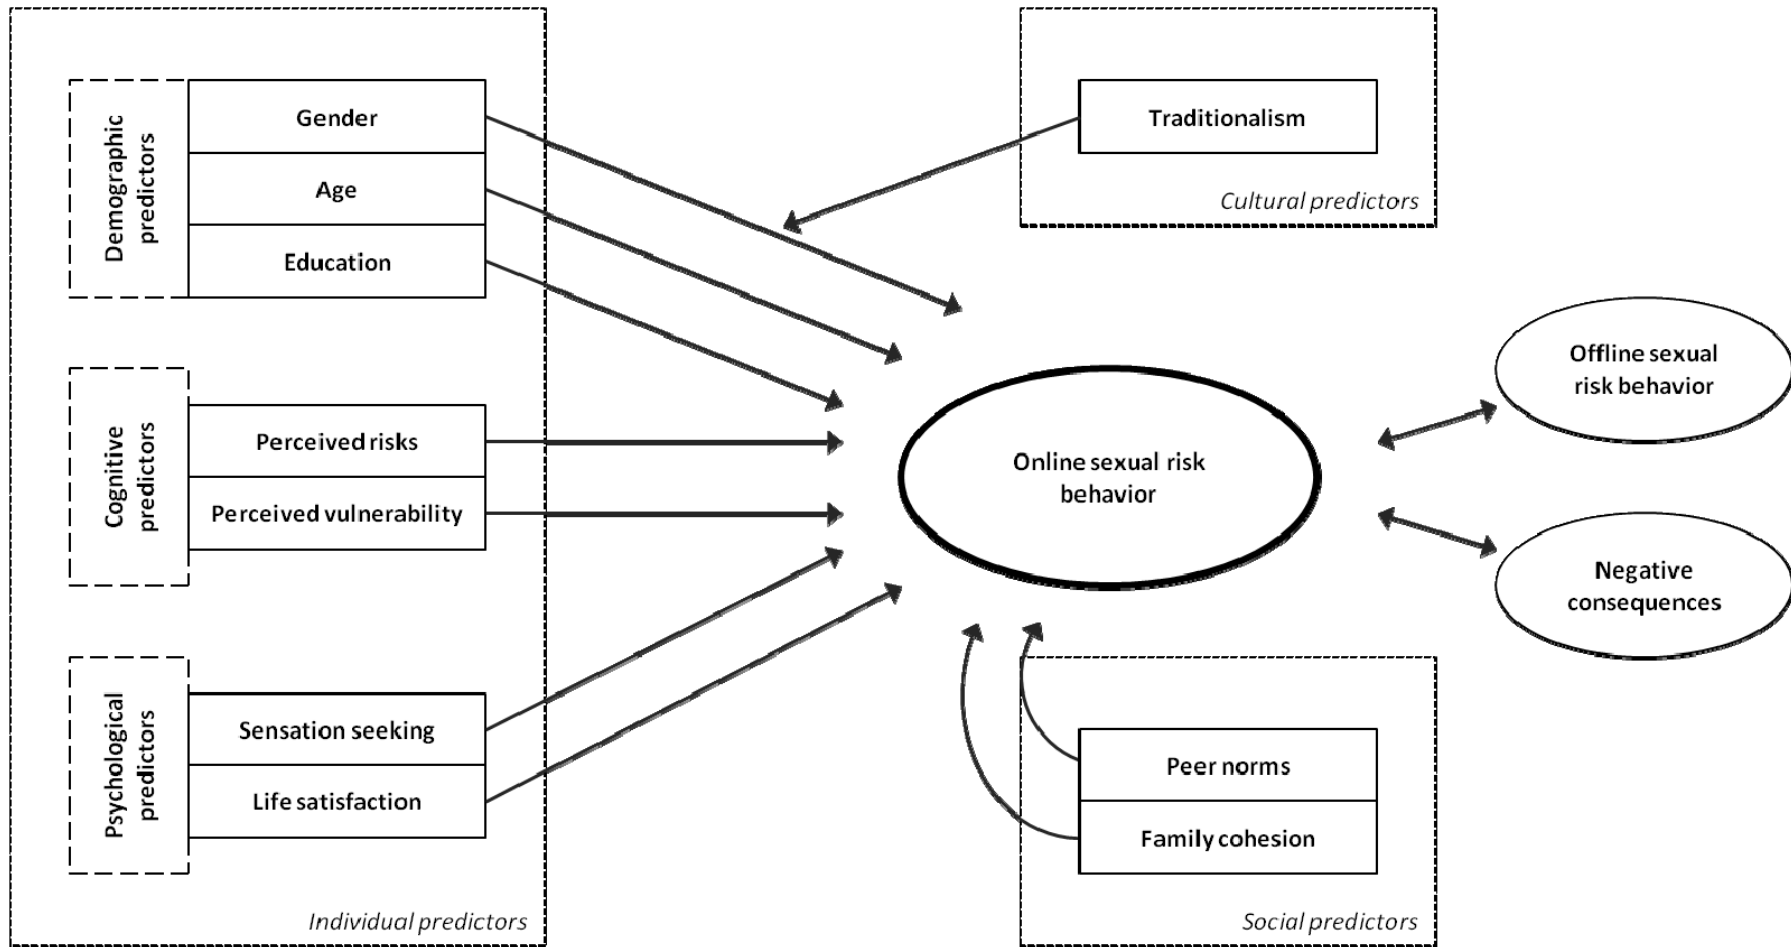 Demographic
predictors
Gender
Age
Education
Cognitive
predictors
Perceived risks
Perceived vulnerability
Psychological
predictors
Sensation seeking
Life satisfaction
Individual predictors
Traditionalism
Cultural predictors
Online sexual risk
behavior
Offline sexual
risk behavior
Negative
consequences
Peer norms
Family cohesion
Social predictors